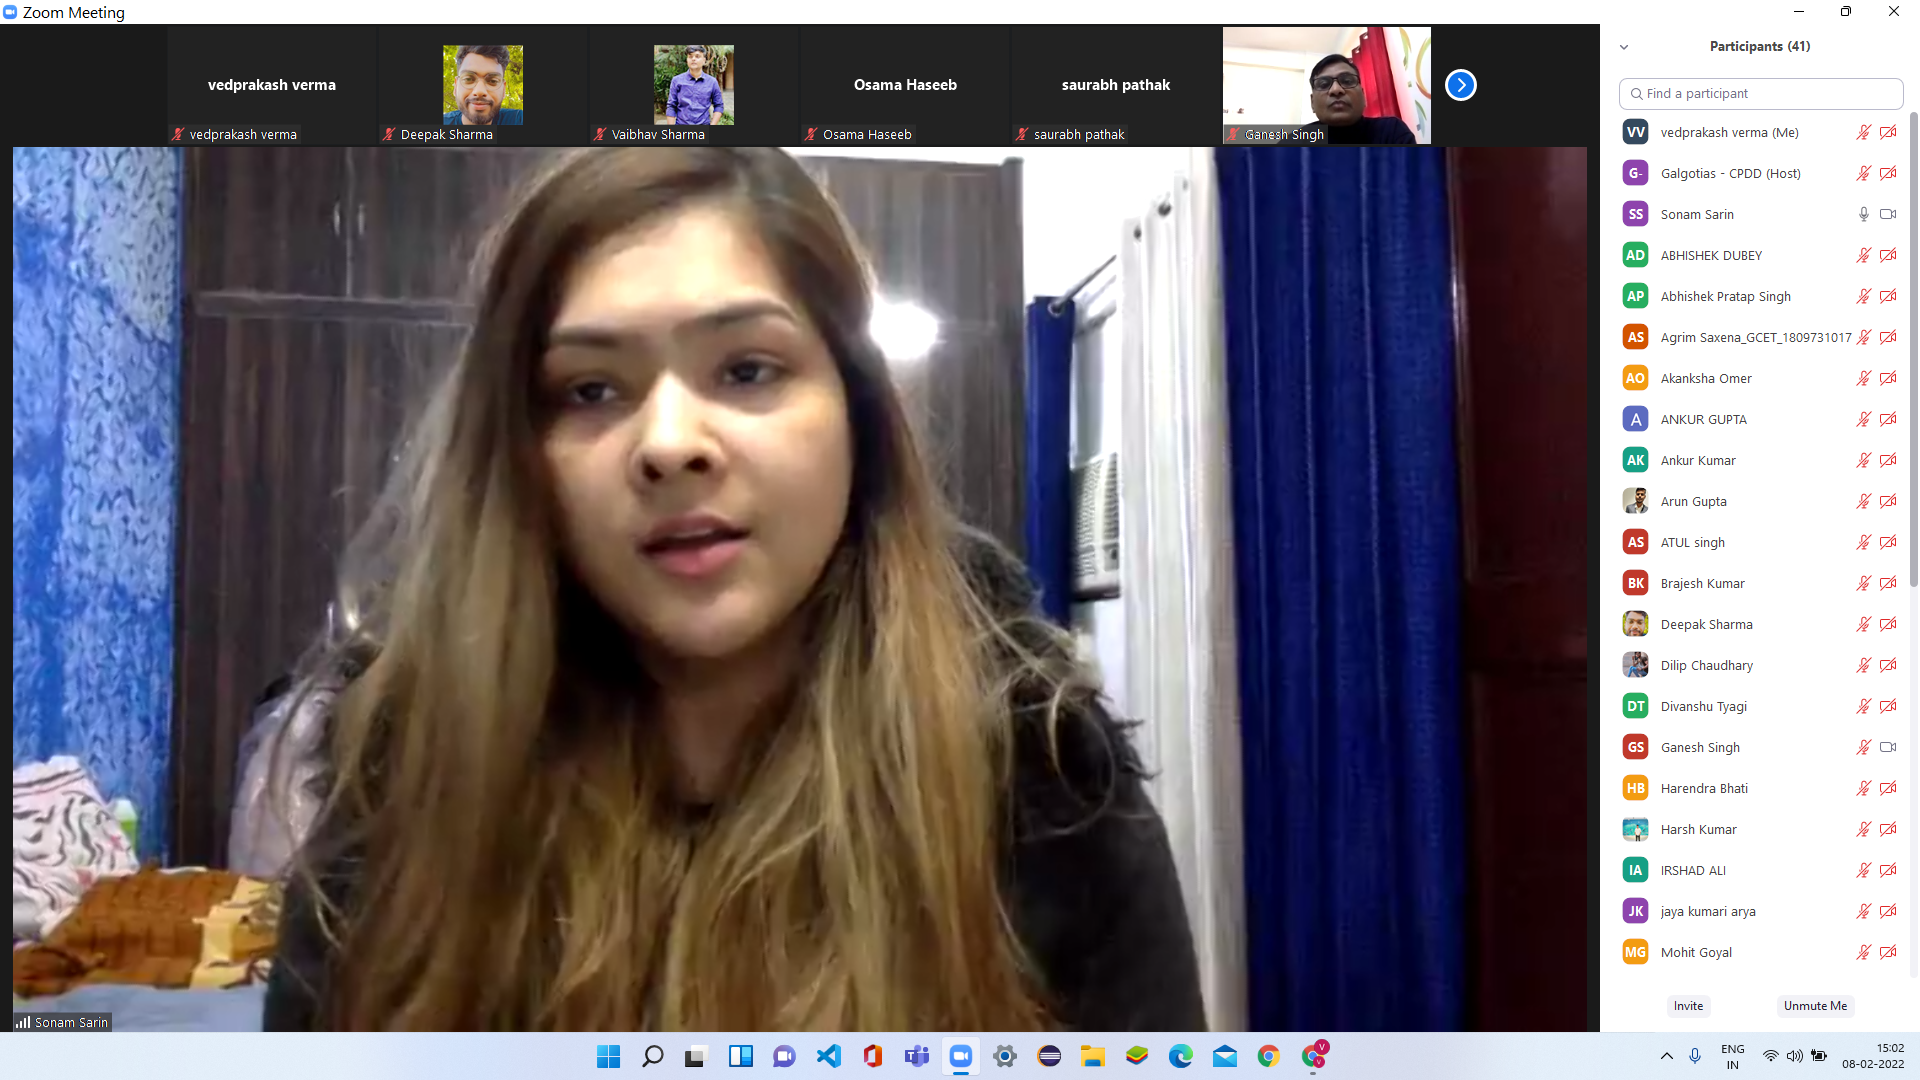 Zoom Meeting
vedprakash verma
vedprakash verma
Deepak Sharma
Vaibhav Sharma
Osama Haseeb
Osama Haseeb
saurabh pathak
saurabh pathak
Ganesh Singh
Sonam Sarin
Participants (41)
Find a participant
VV vedprakash verma (Me)
G- Galgotias - CPDD (Host)
SS Sonam Sarin
AD ABHISHEK DUBEY
AP Abhishek Pratap Singh
AS Agrim Saxena_GCET_1809731017
AO Akanksha Omer
A ANKUR GUPTA
AK Ankur Kumar
Arun Gupta
AS ATUL singh
BK Brajesh Kumar
Deepak Sharma
Dilip Chaudhary
DT Divanshu Tyagi
GS Ganesh Singh
HB Harendra Bhati
Harsh Kumar
IA IRSHAD ALI
JK jaya kumari arya
MG Mohit Goyal
Invite Unmute Me
V
V
ENG
IN
15:02
08-02-2022